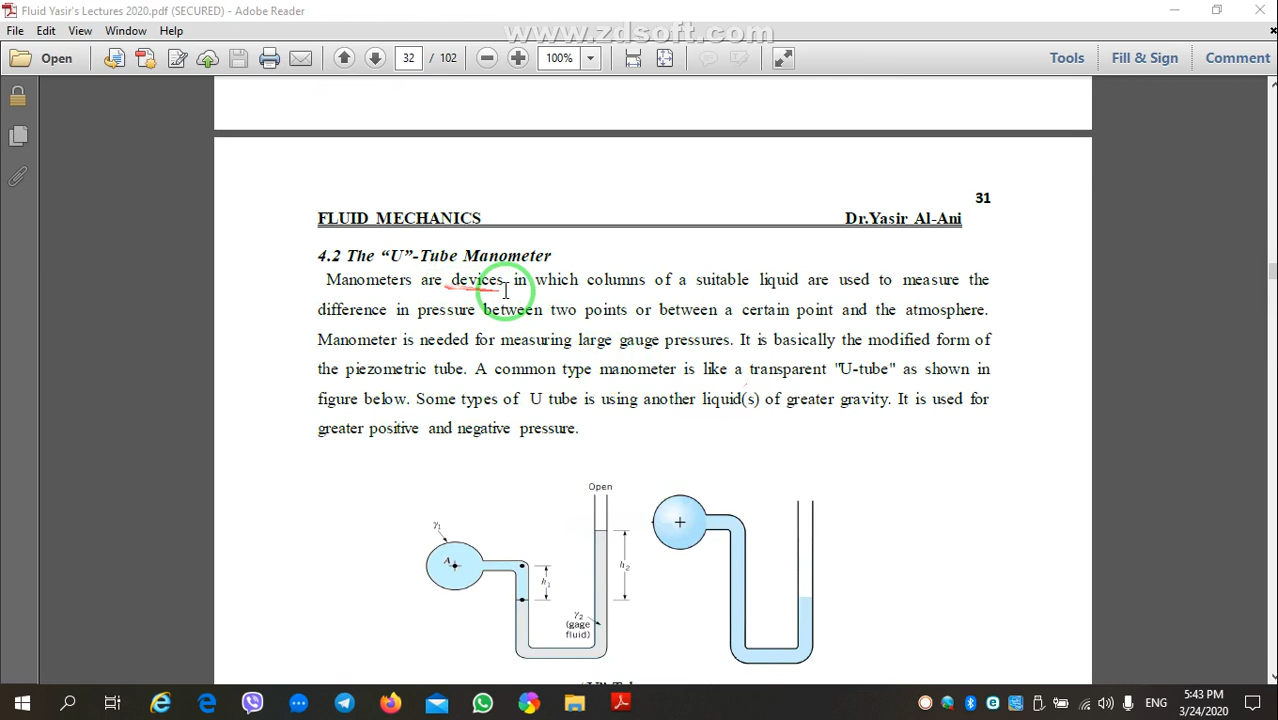 Fluid Yasir's Lectures 2020.pdf (SECURED) - Adobe Reader
www.zdsoft.com
File Edit View Window Help
Open 32 / 102 100% Tools Fill & Sign Comment
31
FLUID MECHANICS Dr.Yasir Al-Ani
4.2 The “U”-Tube Manometer
Manometers are devices in which columns of a suitable liquid are used to measure the
difference in pressure between two points or between a certain point and the atmosphere.
Manometer is needed for measuring large gauge pressures. It is basically the modified form of
the piezometric tube. A common type manometer is like a transparent "U-tube" as shown in
figure below. Some types of U tube is using another liquid(s) of greater gravity. It is used for
greater positive and negative pressure.
Open
γ1
A
h1
h2
γ2
(gage
fluid)
ENG
5:43 PM
3/24/2020